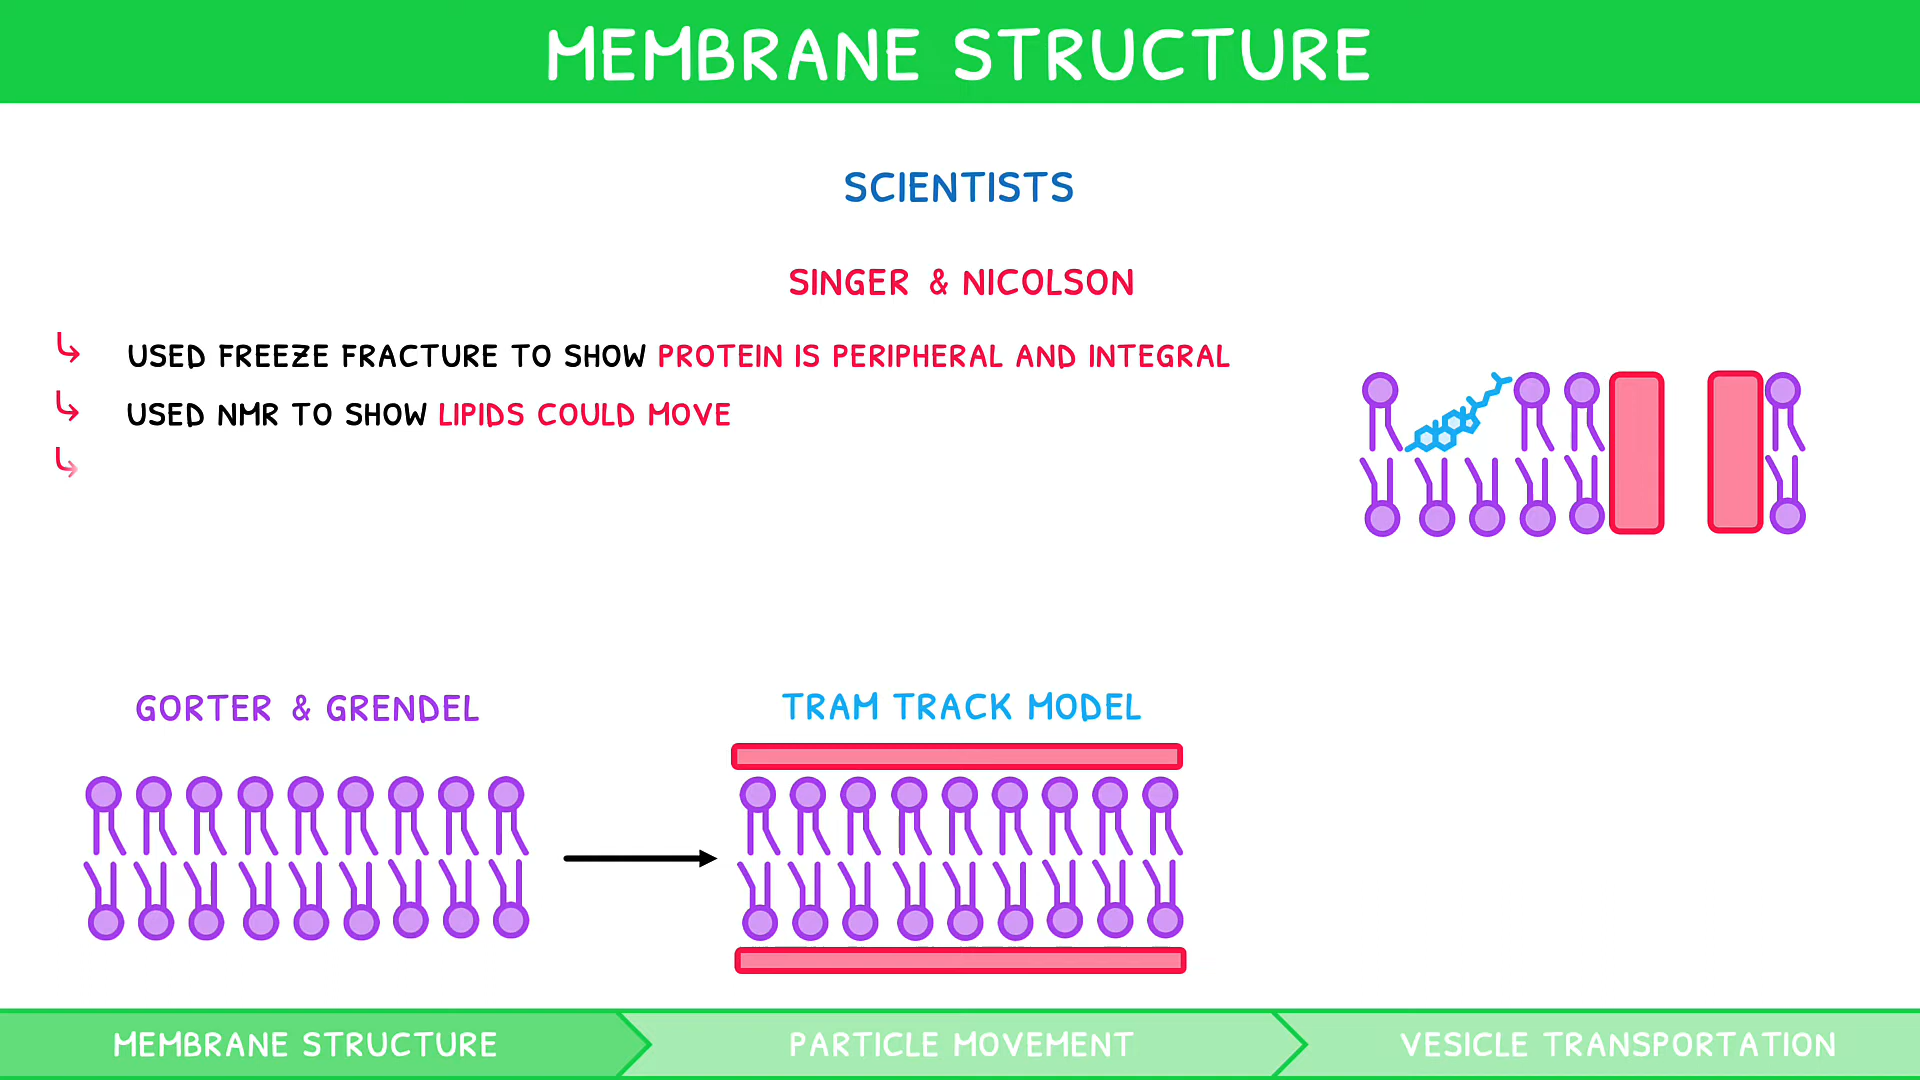 MEMBRANE STRUCTURE
SCIENTISTS
SINGER & NICOLSON
USED FREEZE FRACTURE TO SHOW PROTEIN IS PERIPHERAL AND INTEGRAL
USED NMR TO SHOW LIPIDS COULD MOVE
GORTER & GRENDEL
TRAM TRACK MODEL
MEMBRANE STRUCTURE
PARTICLE MOVEMENT
VESICLE TRANSPORTATION